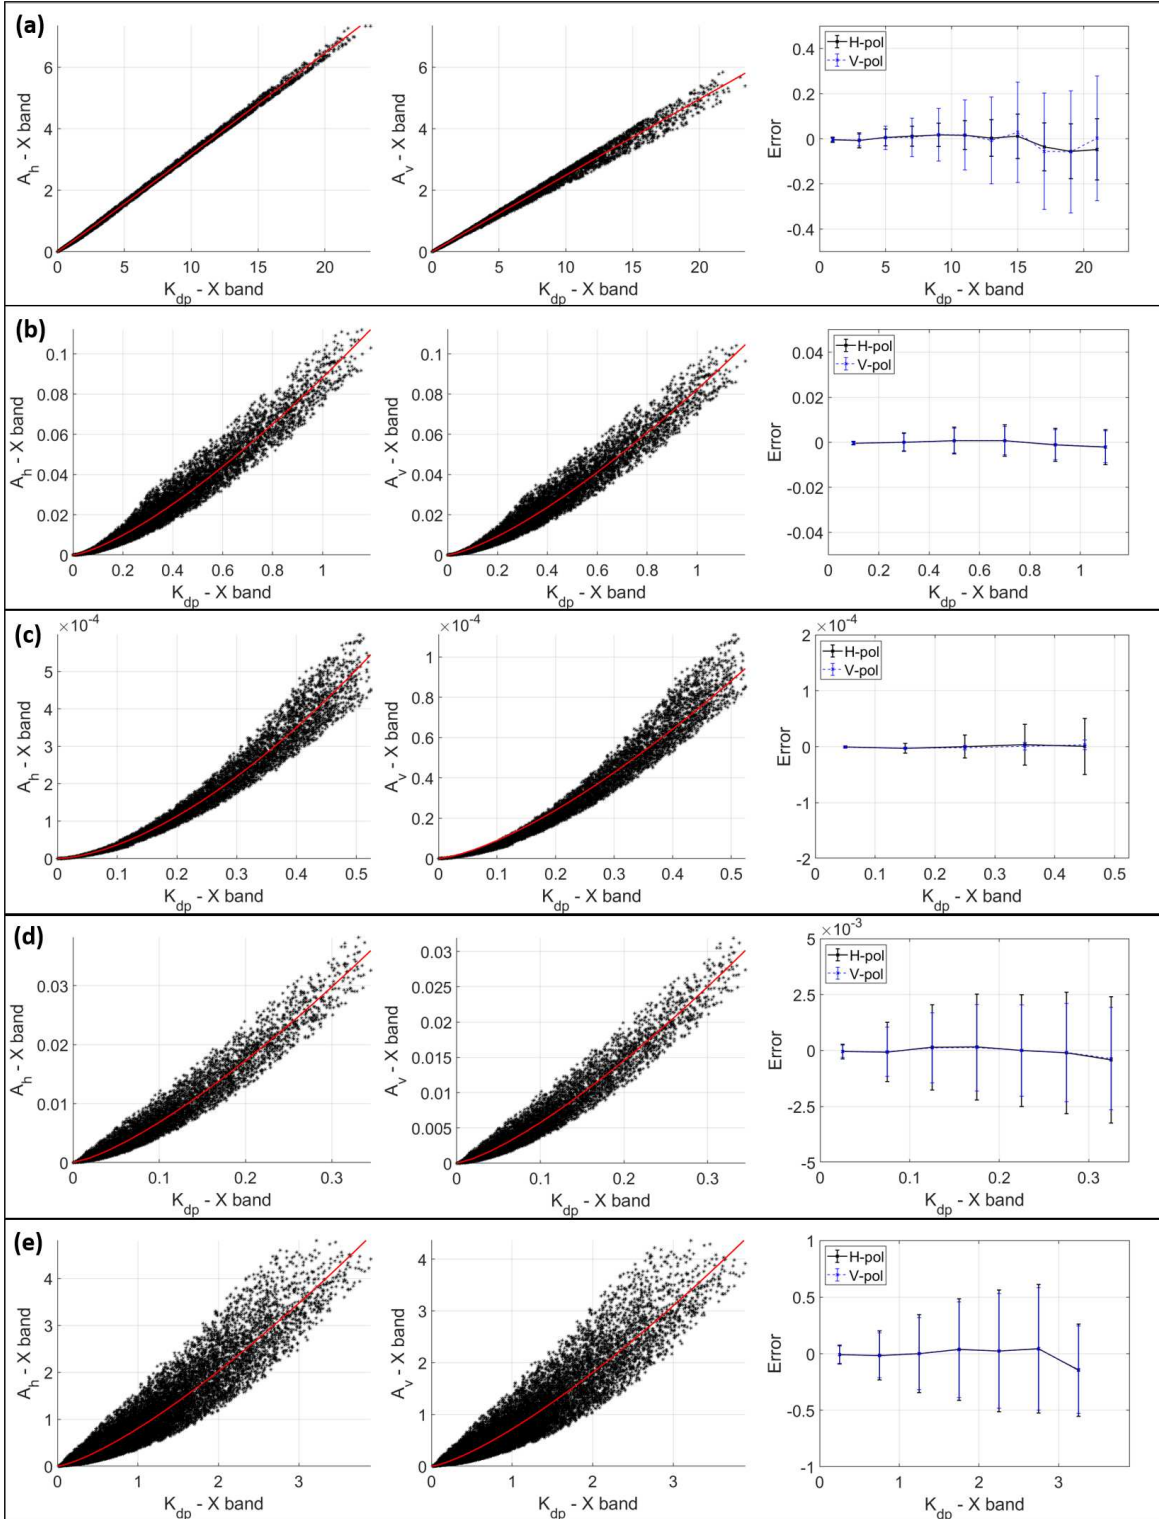 (a)
6
4
2
0
0 5 10 15 20
A_h - X band
K_dp - X band
6
4
2
0
0 5 10 15 20
A_v - X band
K_dp - X band
H-pol
V-pol
0.4
0.2
0
-0.2
-0.4
5 10 15 20
Error
K_dp - X band
(b)
0.1
0.08
0.06
0.04
0.02
0
0 0.2 0.4 0.6 0.8 1
A_h - X band
K_dp - X band
0.1
0.08
0.06
0.04
0.02
0
0 0.2 0.4 0.6 0.8 1
A_v - X band
K_dp - X band
H-pol
V-pol
0.04
0.02
0
-0.02
-0.04
0 0.2 0.4 0.6 0.8 1
Error
K_dp - X band
(c)
×10^-4
5
4
3
2
1
0
0 0.1 0.2 0.3 0.4 0.5
A_h - X band
K_dp - X band
×10^-4
1
0.8
0.6
0.4
0.2
0
0 0.1 0.2 0.3 0.4 0.5
A_v - X band
K_dp - X band
×10^-4
H-pol
V-pol
2
1
0
-1
-2
0 0.1 0.2 0.3 0.4 0.5
Error
K_dp - X band
(d)
0.03
0.02
0.01
0
0 0.1 0.2 0.3
A_h - X band
K_dp - X band
0.03
0.025
0.02
0.015
0.01
0.005
0
0 0.1 0.2 0.3
A_v - X band
K_dp - X band
×10^-3
H-pol
V-pol
5
2.5
0
-2.5
-5
0.1 0.2 0.3
Error
K_dp - X band
(e)
4
3
2
1
0
0 1 2 3
A_h - X band
K_dp - X band
4
3
2
1
0
0 1 2 3
A_v - X band
K_dp - X band
H-pol
V-pol
1
0.5
0
-0.5
-1
0 1 2 3
Error
K_dp - X band